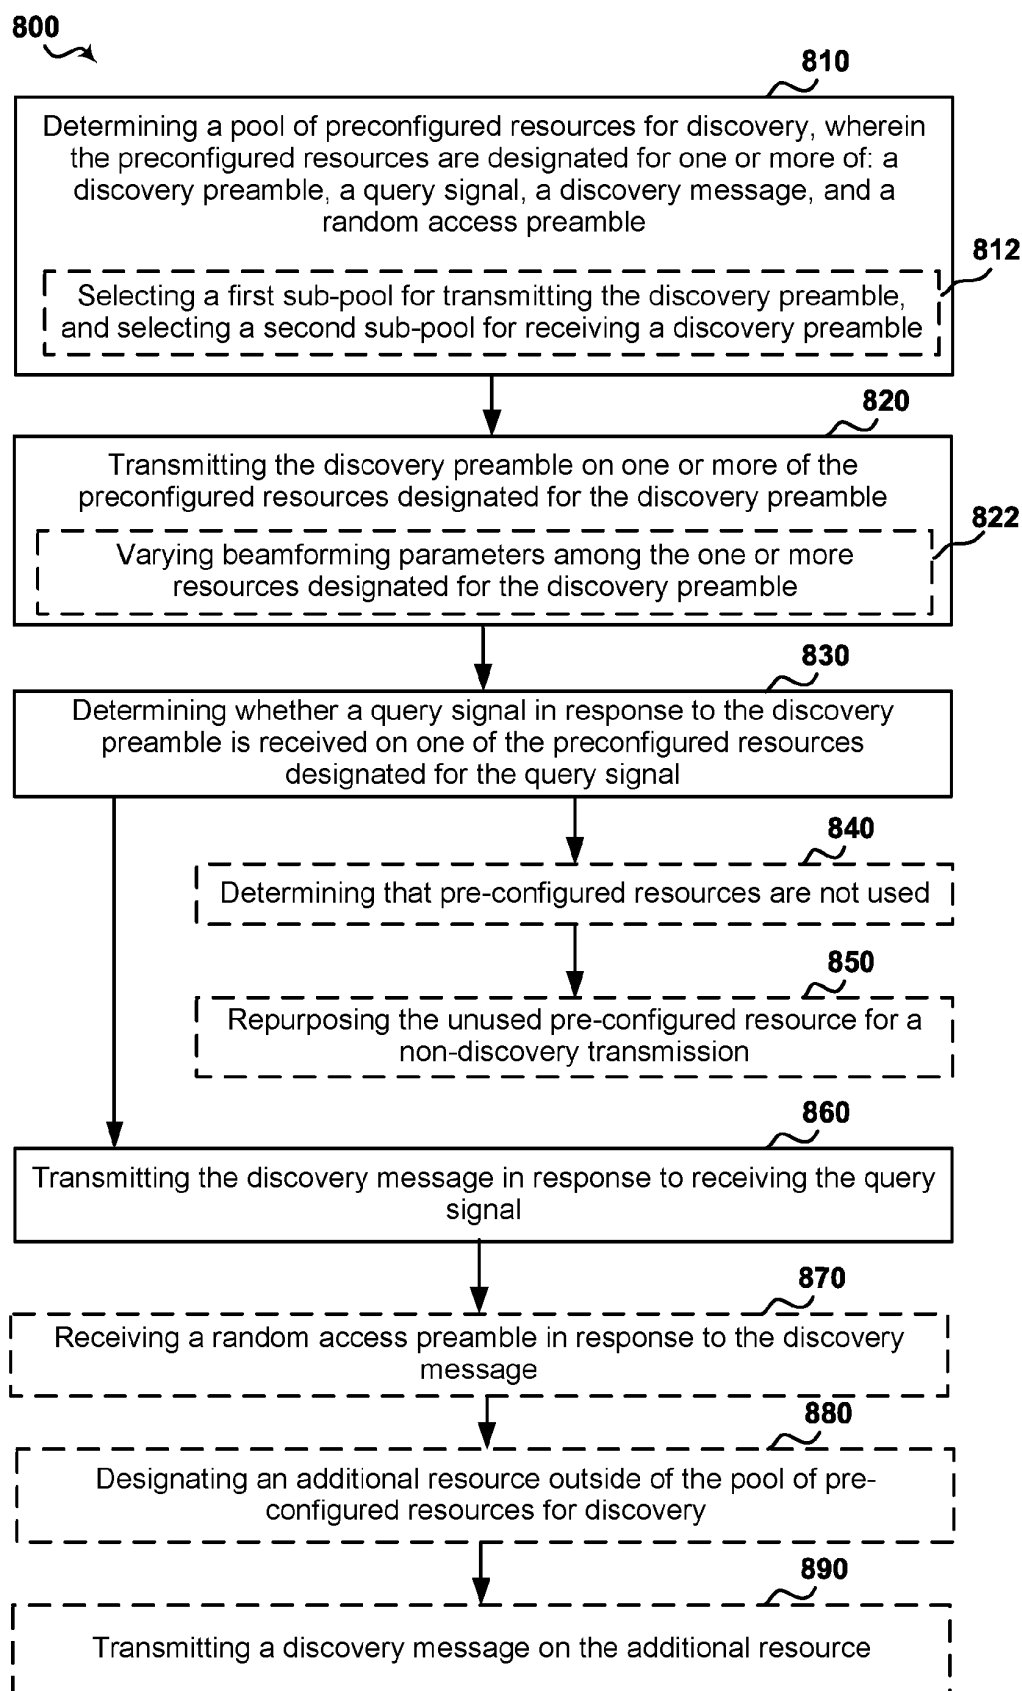 800
810
Determining a pool of preconfigured resources for discovery, wherein
the preconfigured resources are designated for one or more of: a
discovery preamble, a query signal, a discovery message, and a
random access preamble
812
Selecting a first sub-pool for transmitting the discovery preamble,
and selecting a second sub-pool for receiving a discovery preamble
820
Transmitting the discovery preamble on one or more of the
preconfigured resources designated for the discovery preamble
822
Varying beamforming parameters among the one or more
resources designated for the discovery preamble
830
Determining whether a query signal in response to the discovery
preamble is received on one of the preconfigured resources
designated for the query signal
840
Determining that pre-configured resources are not used
850
Repurposing the unused pre-configured resource for a
non-discovery transmission
860
Transmitting the discovery message in response to receiving the query
signal
870
Receiving a random access preamble in response to the discovery
message
880
Designating an additional resource outside of the pool of pre-
configured resources for discovery
890
Transmitting a discovery message on the additional resource